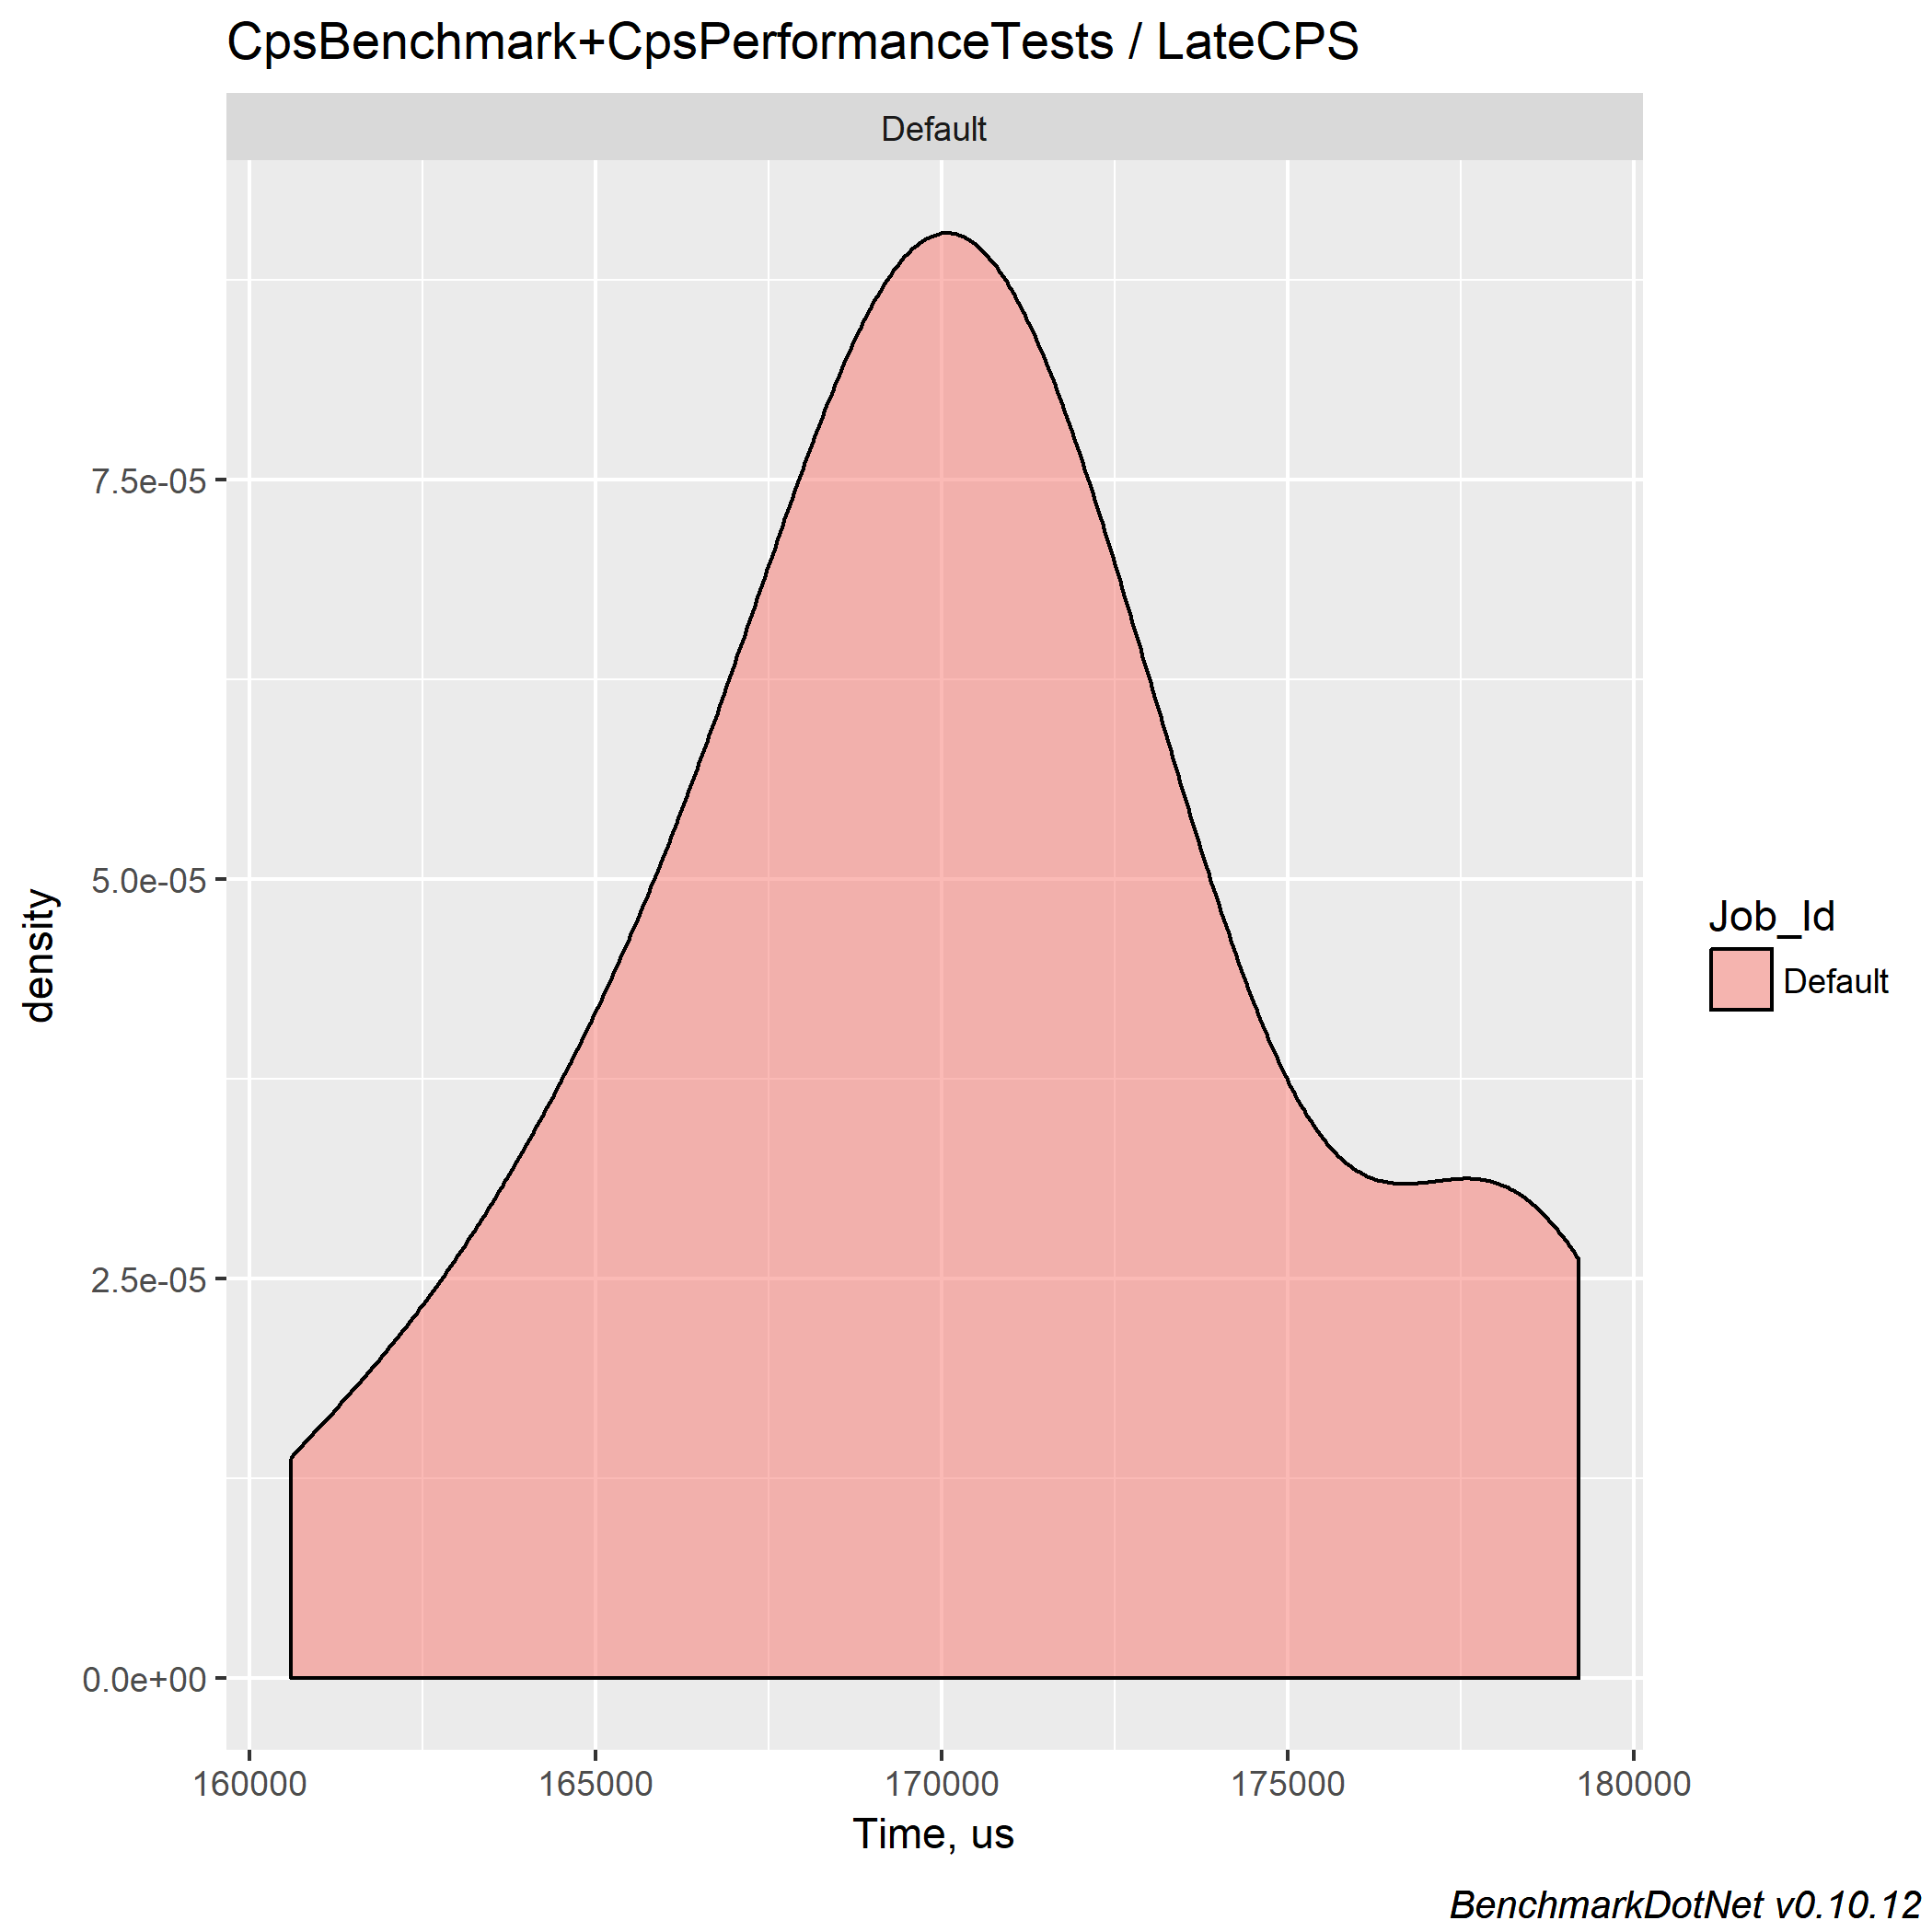 CpsBenchmark+CpsPerformanceTests / LateCPS
Default
7.5e-05
5.0e-05
2.5e-05
0.0e+00
density
160000 165000 170000 175000 180000
Time, us
Job_Id
Default
BenchmarkDotNet v0.10.12